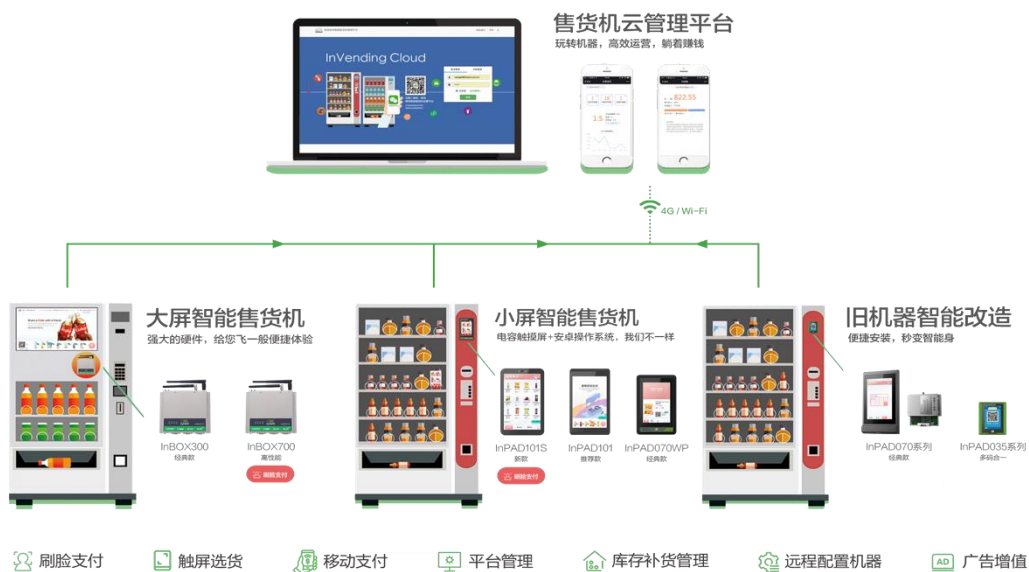 售货机云管理平台
玩转机器，高效运营，躺着赚钱
InVending Cloud
822.55
3.5
4G / Wi-Fi
大屏智能售货机
强大的硬件，给您飞一般便捷体验
InBOX300
经典款
InBOX700
高性能
刷脸支付
小屏智能售货机
电容触摸屏+安卓操作系统，我们不一样
InPAD101S
新款
刷脸支付
InPAD101
推荐款
InPAD070WP
经典款
旧机器智能改造
便捷安装，秒变智能身
InPAD070系列
经典款
InPAD035系列
多码合一
刷脸支付
触屏选货
移动支付
平台管理
库存补货管理
远程配置机器
AD
广告增值